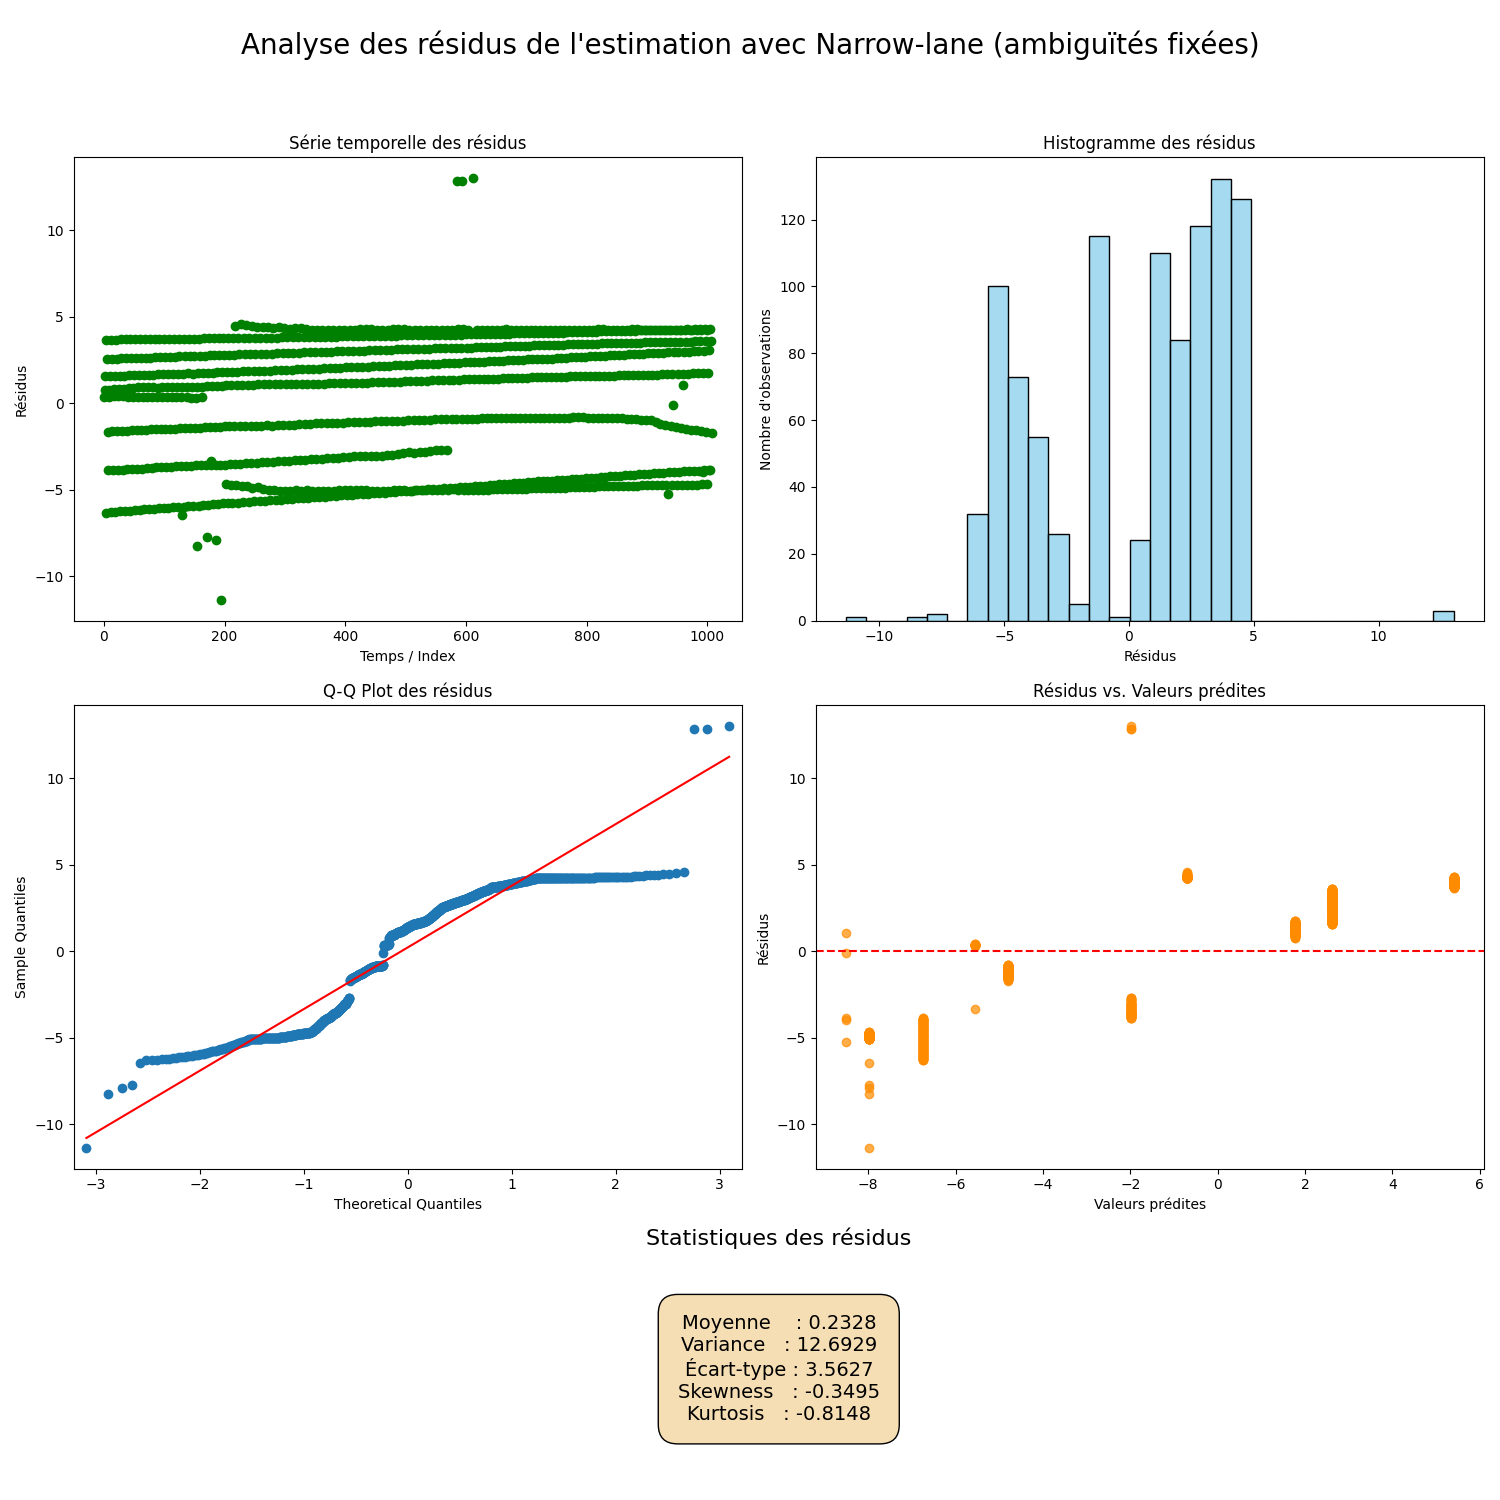 Analyse des résidus de l'estimation avec Narrow-lane (ambiguïtés fixées)
Série temporelle des résidus
Résidus
10
5
0
−5
−10
0 200 400 600 800 1000
Temps / Index
Histogramme des résidus
Nombre d'observations
120
100
80
60
40
20
0
−10 −5 0 5 10
Résidus
Q-Q Plot des résidus
Sample Quantiles
10
5
0
−5
−10
−3 −2 −1 0 1 2 3
Theoretical Quantiles
Résidus vs. Valeurs prédites
Résidus
10
5
0
−5
−10
−8 −6 −4 −2 0 2 4 6
Valeurs prédites
Statistiques des résidus
Moyenne : 0.2328
Variance : 12.6929
Écart-type : 3.5627
Skewness : -0.3495
Kurtosis : -0.8148